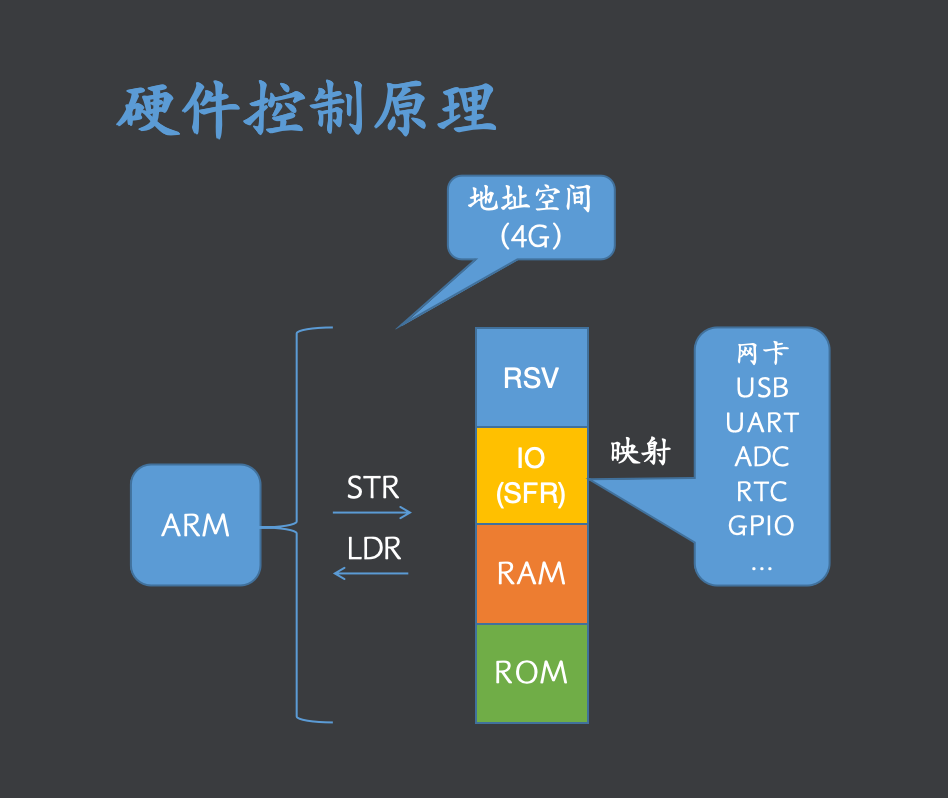 硬件控制原理
地址空间
(4G)
ARM
STR
LDR
RSV
IO
(SFR)
RAM
ROM
映射
网卡
USB
UART
ADC
RTC
GPIO
...